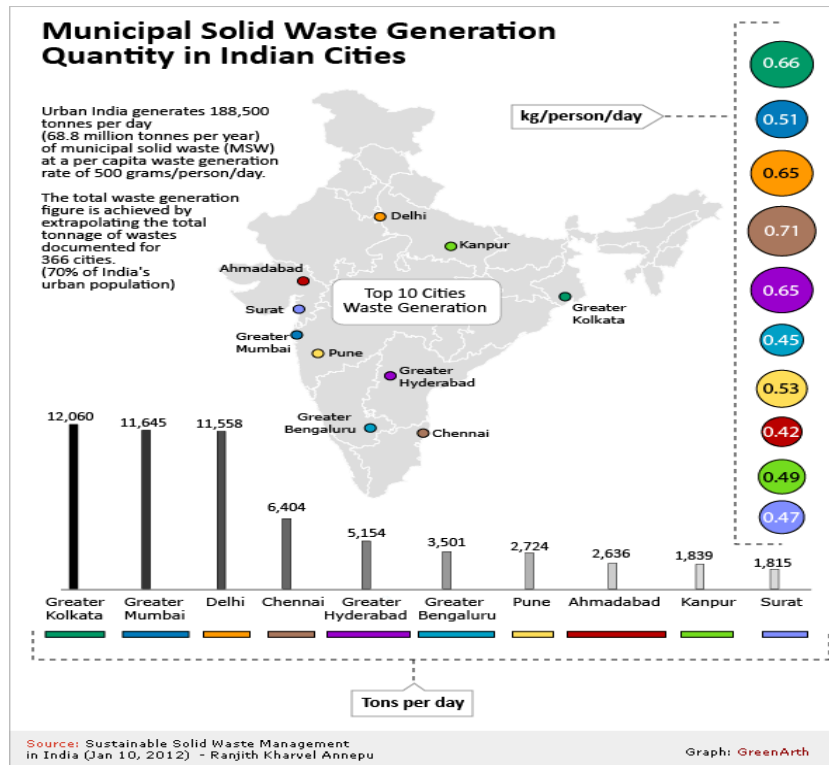 Municipal Solid Waste Generation
Quantity in Indian Cities
Urban India generates 188,500
tonnes per day
(68.8 million tonnes per year)
of municipal solid waste (MSW)
at a per capita waste generation
rate of 500 grams/person/day.
The total waste generation
figure is achieved by
extrapolating the total
tonnage of wastes
documented for
366 cities.
(70% of India's
urban population)
kg/person/day
0.66
0.51
0.65
0.71
0.65
0.45
0.53
0.42
0.49
0.47
Delhi
Kanpur
Ahmadabad
Top 10 Cities
Waste Generation
Surat
Greater
Kolkata
Greater
Mumbai
Pune
Greater
Hyderabad
Greater
Bengaluru
Chennai
12,060
11,645
11,558
6,404
5,154
3,501
2,724
2,636
1,839
1,815
Greater
Kolkata
Greater
Mumbai
Delhi
Chennai
Greater
Hyderabad
Greater
Bengaluru
Pune
Ahmadabad
Kanpur
Surat
Tons per day
Source: Sustainable Solid Waste Management
in India (Jan 10, 2012) - Ranjith Kharvel Annepu
Graph: GreenArth